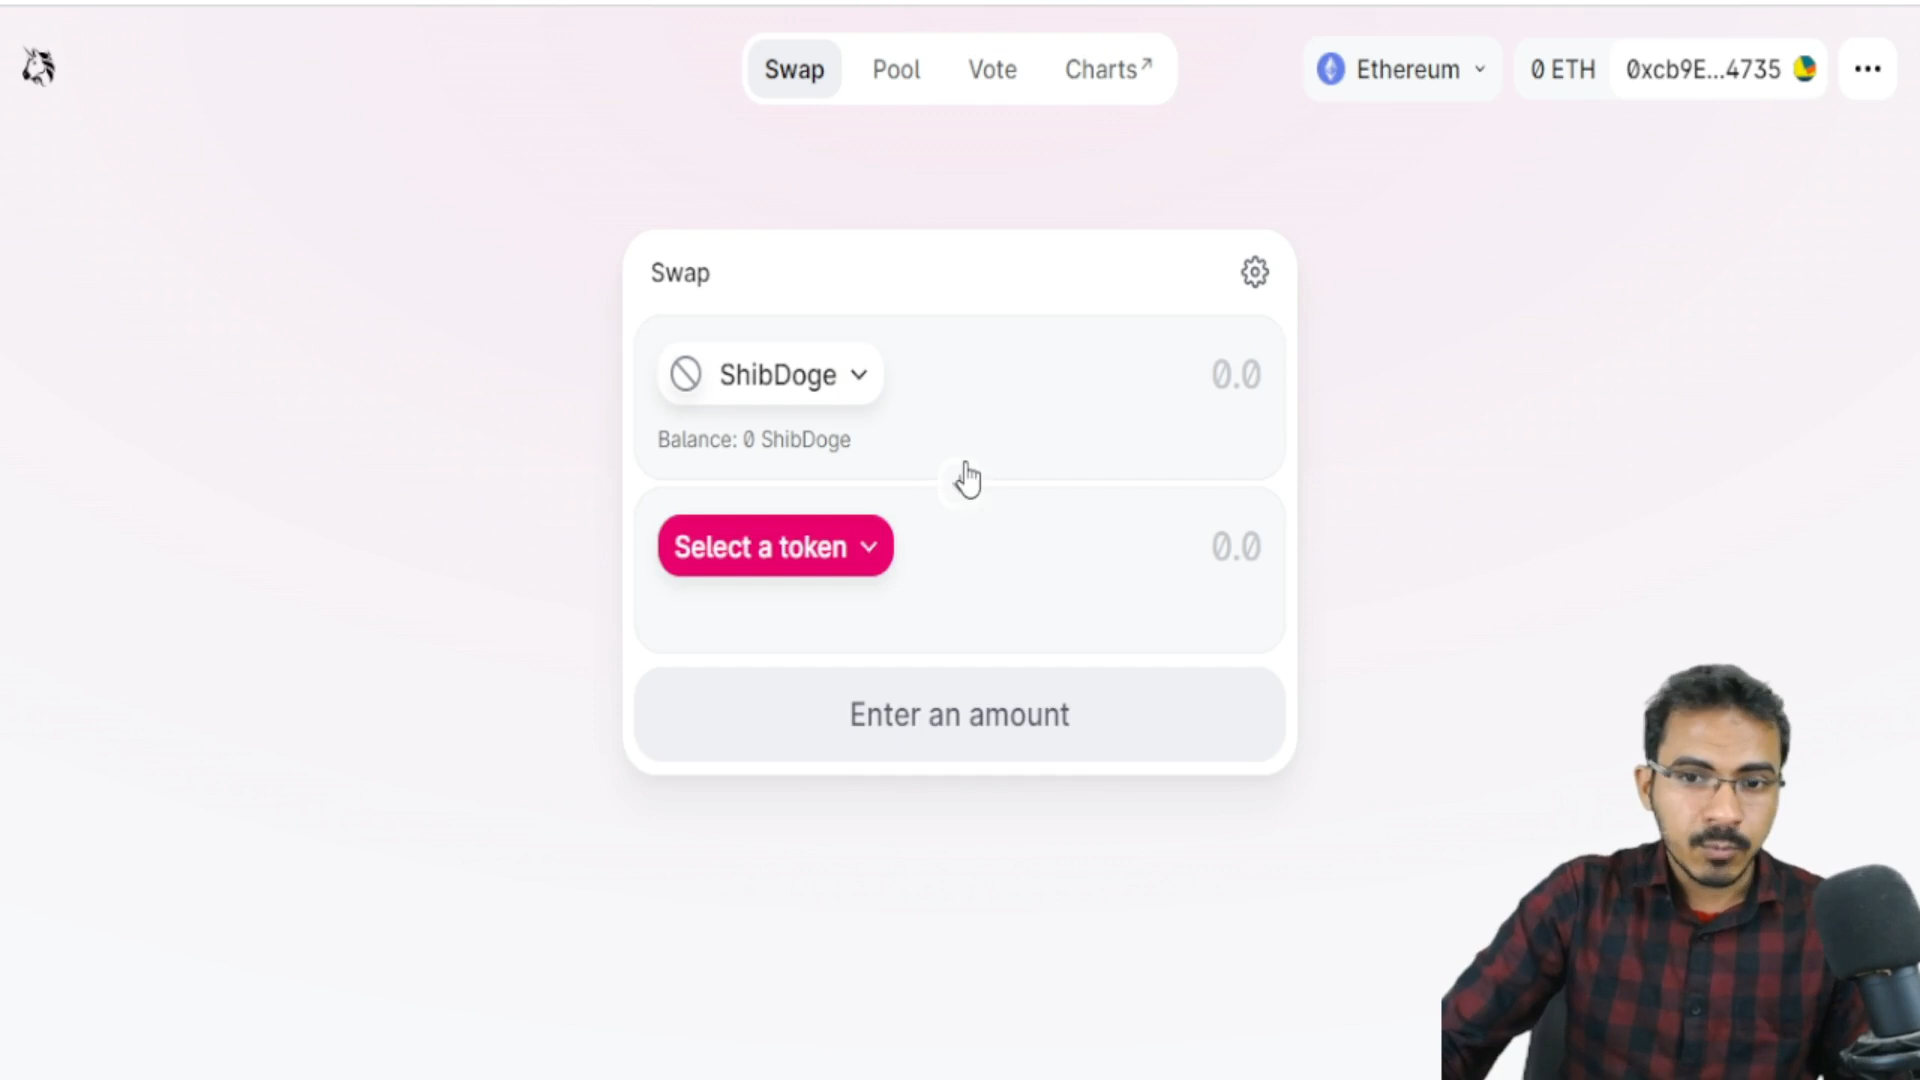 Swap Pool Vote Charts↗ Ethereum 0 ETH 0xcb9E...4735
Swap
ShibDoge 0.0
Balance: 0 ShibDoge
Select a token 0.0
Enter an amount